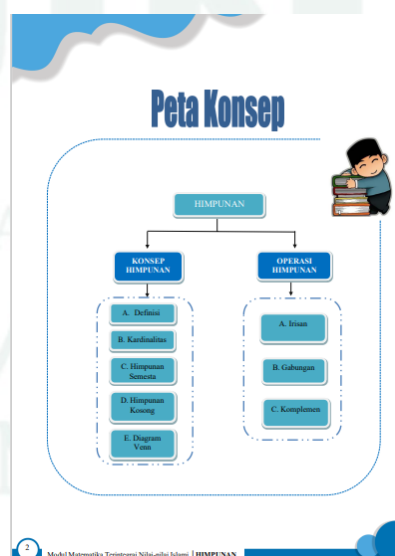 Peta Konsep
HIMPUNAN
KONSEP
HIMPUNAN
OPERASI
HIMPUNAN
A. Definisi
B. Kardinalitas
C. Himpunan
Semesta
D. Himpunan
Kosong
E. Diagram
Venn
A. Irisan
B. Gabungan
C. Komplemen
2
Modul Matematika Terintegrasi Nilai-nilai Islami | HIMPUNAN